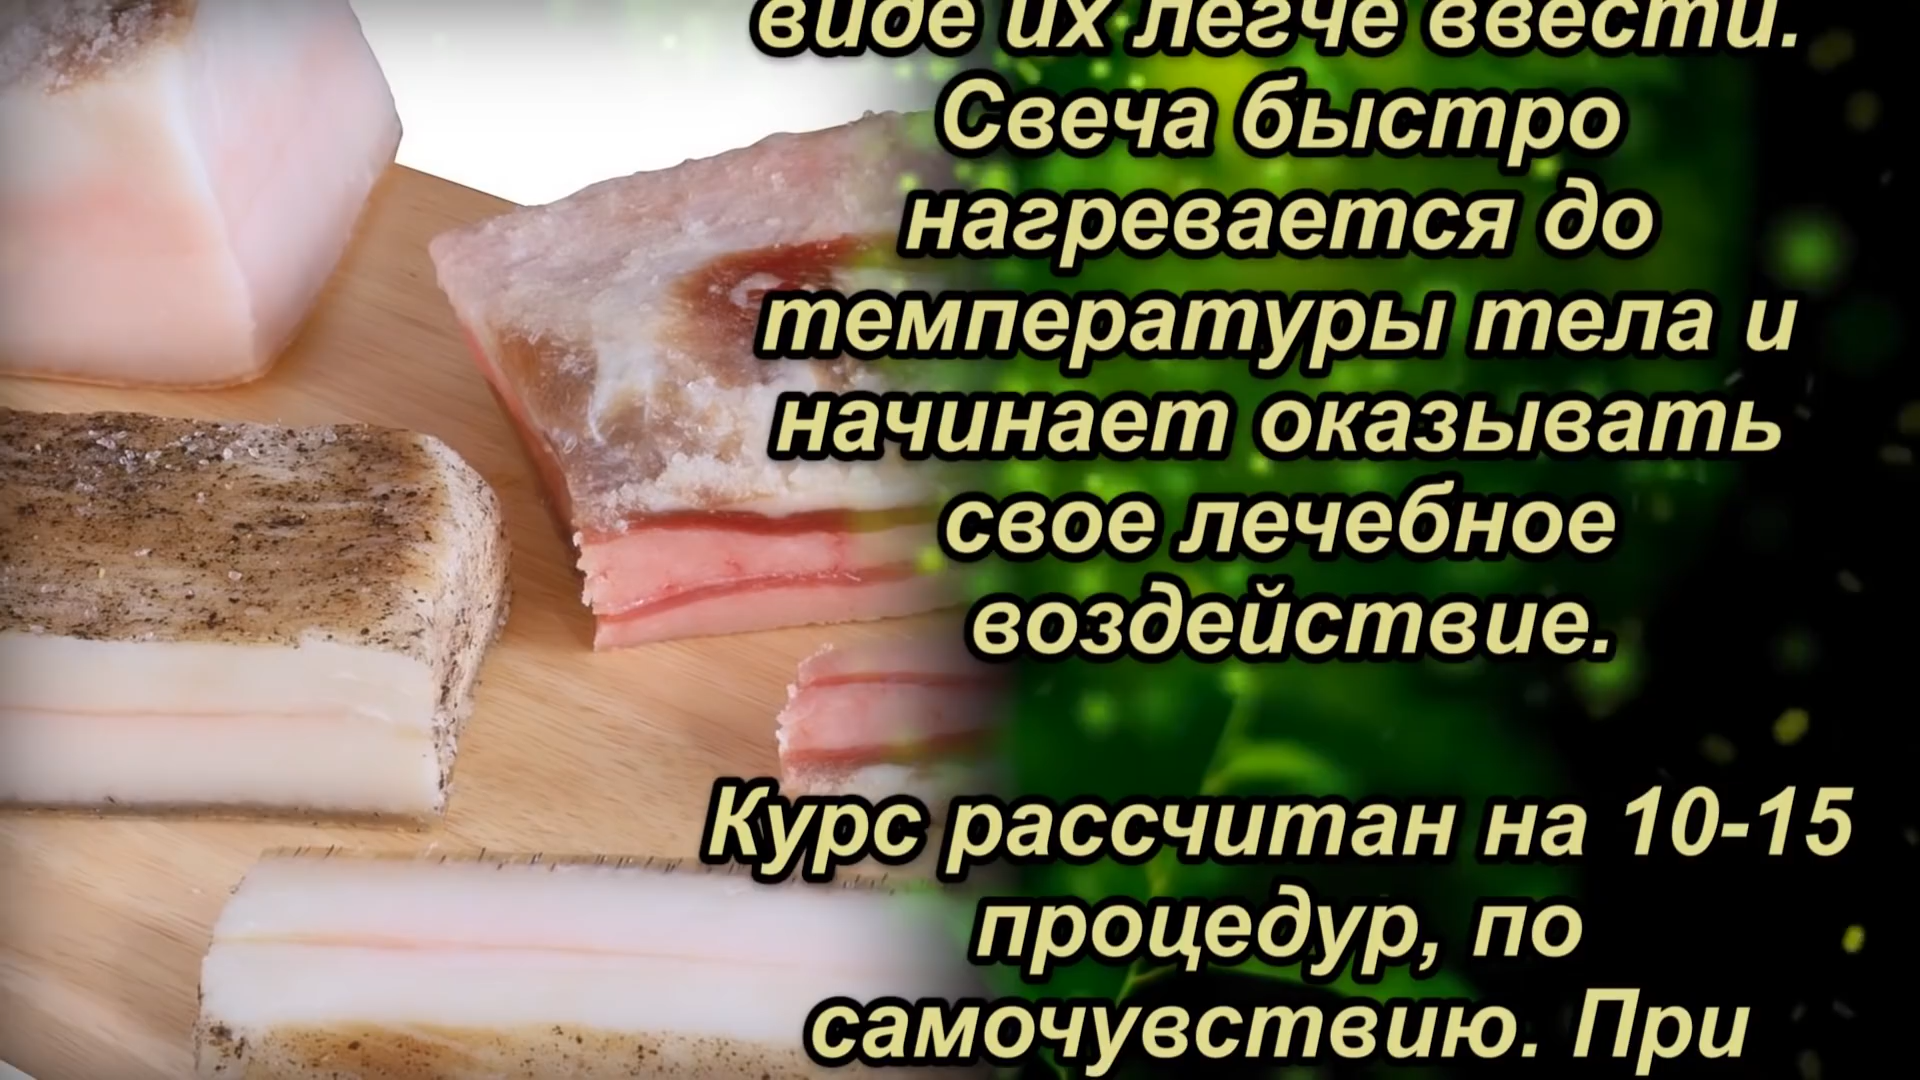 виде их легче ввести.
Свеча быстро
нагревается до
температуры тела и
начинает оказывать
свое лечебное
воздействие.
Курс рассчитан на 10-15
процедур, по
самочувствию. При